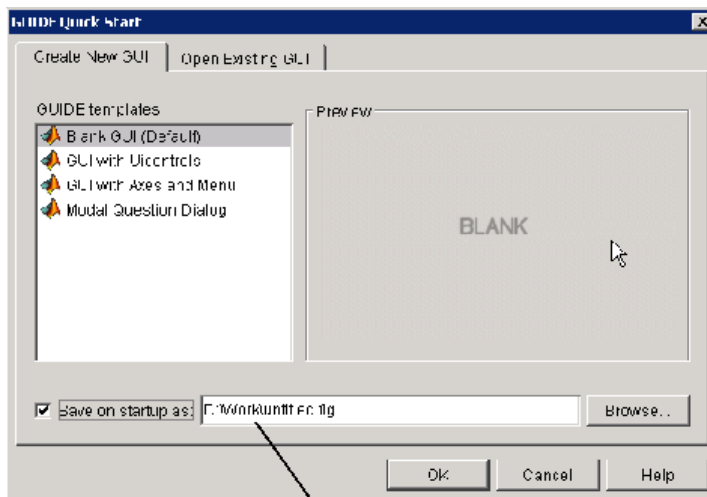 GUIDE Quick Start
Create New GUI
Open Existing GUI
GUIDE templates
Blank GUI (Default)
GUI with Uicontrols
GUI with Axes and Menu
Modal Question Dialog
Preview
BLANK
Save on startup as:
Browse...
OK
Cancel
Help